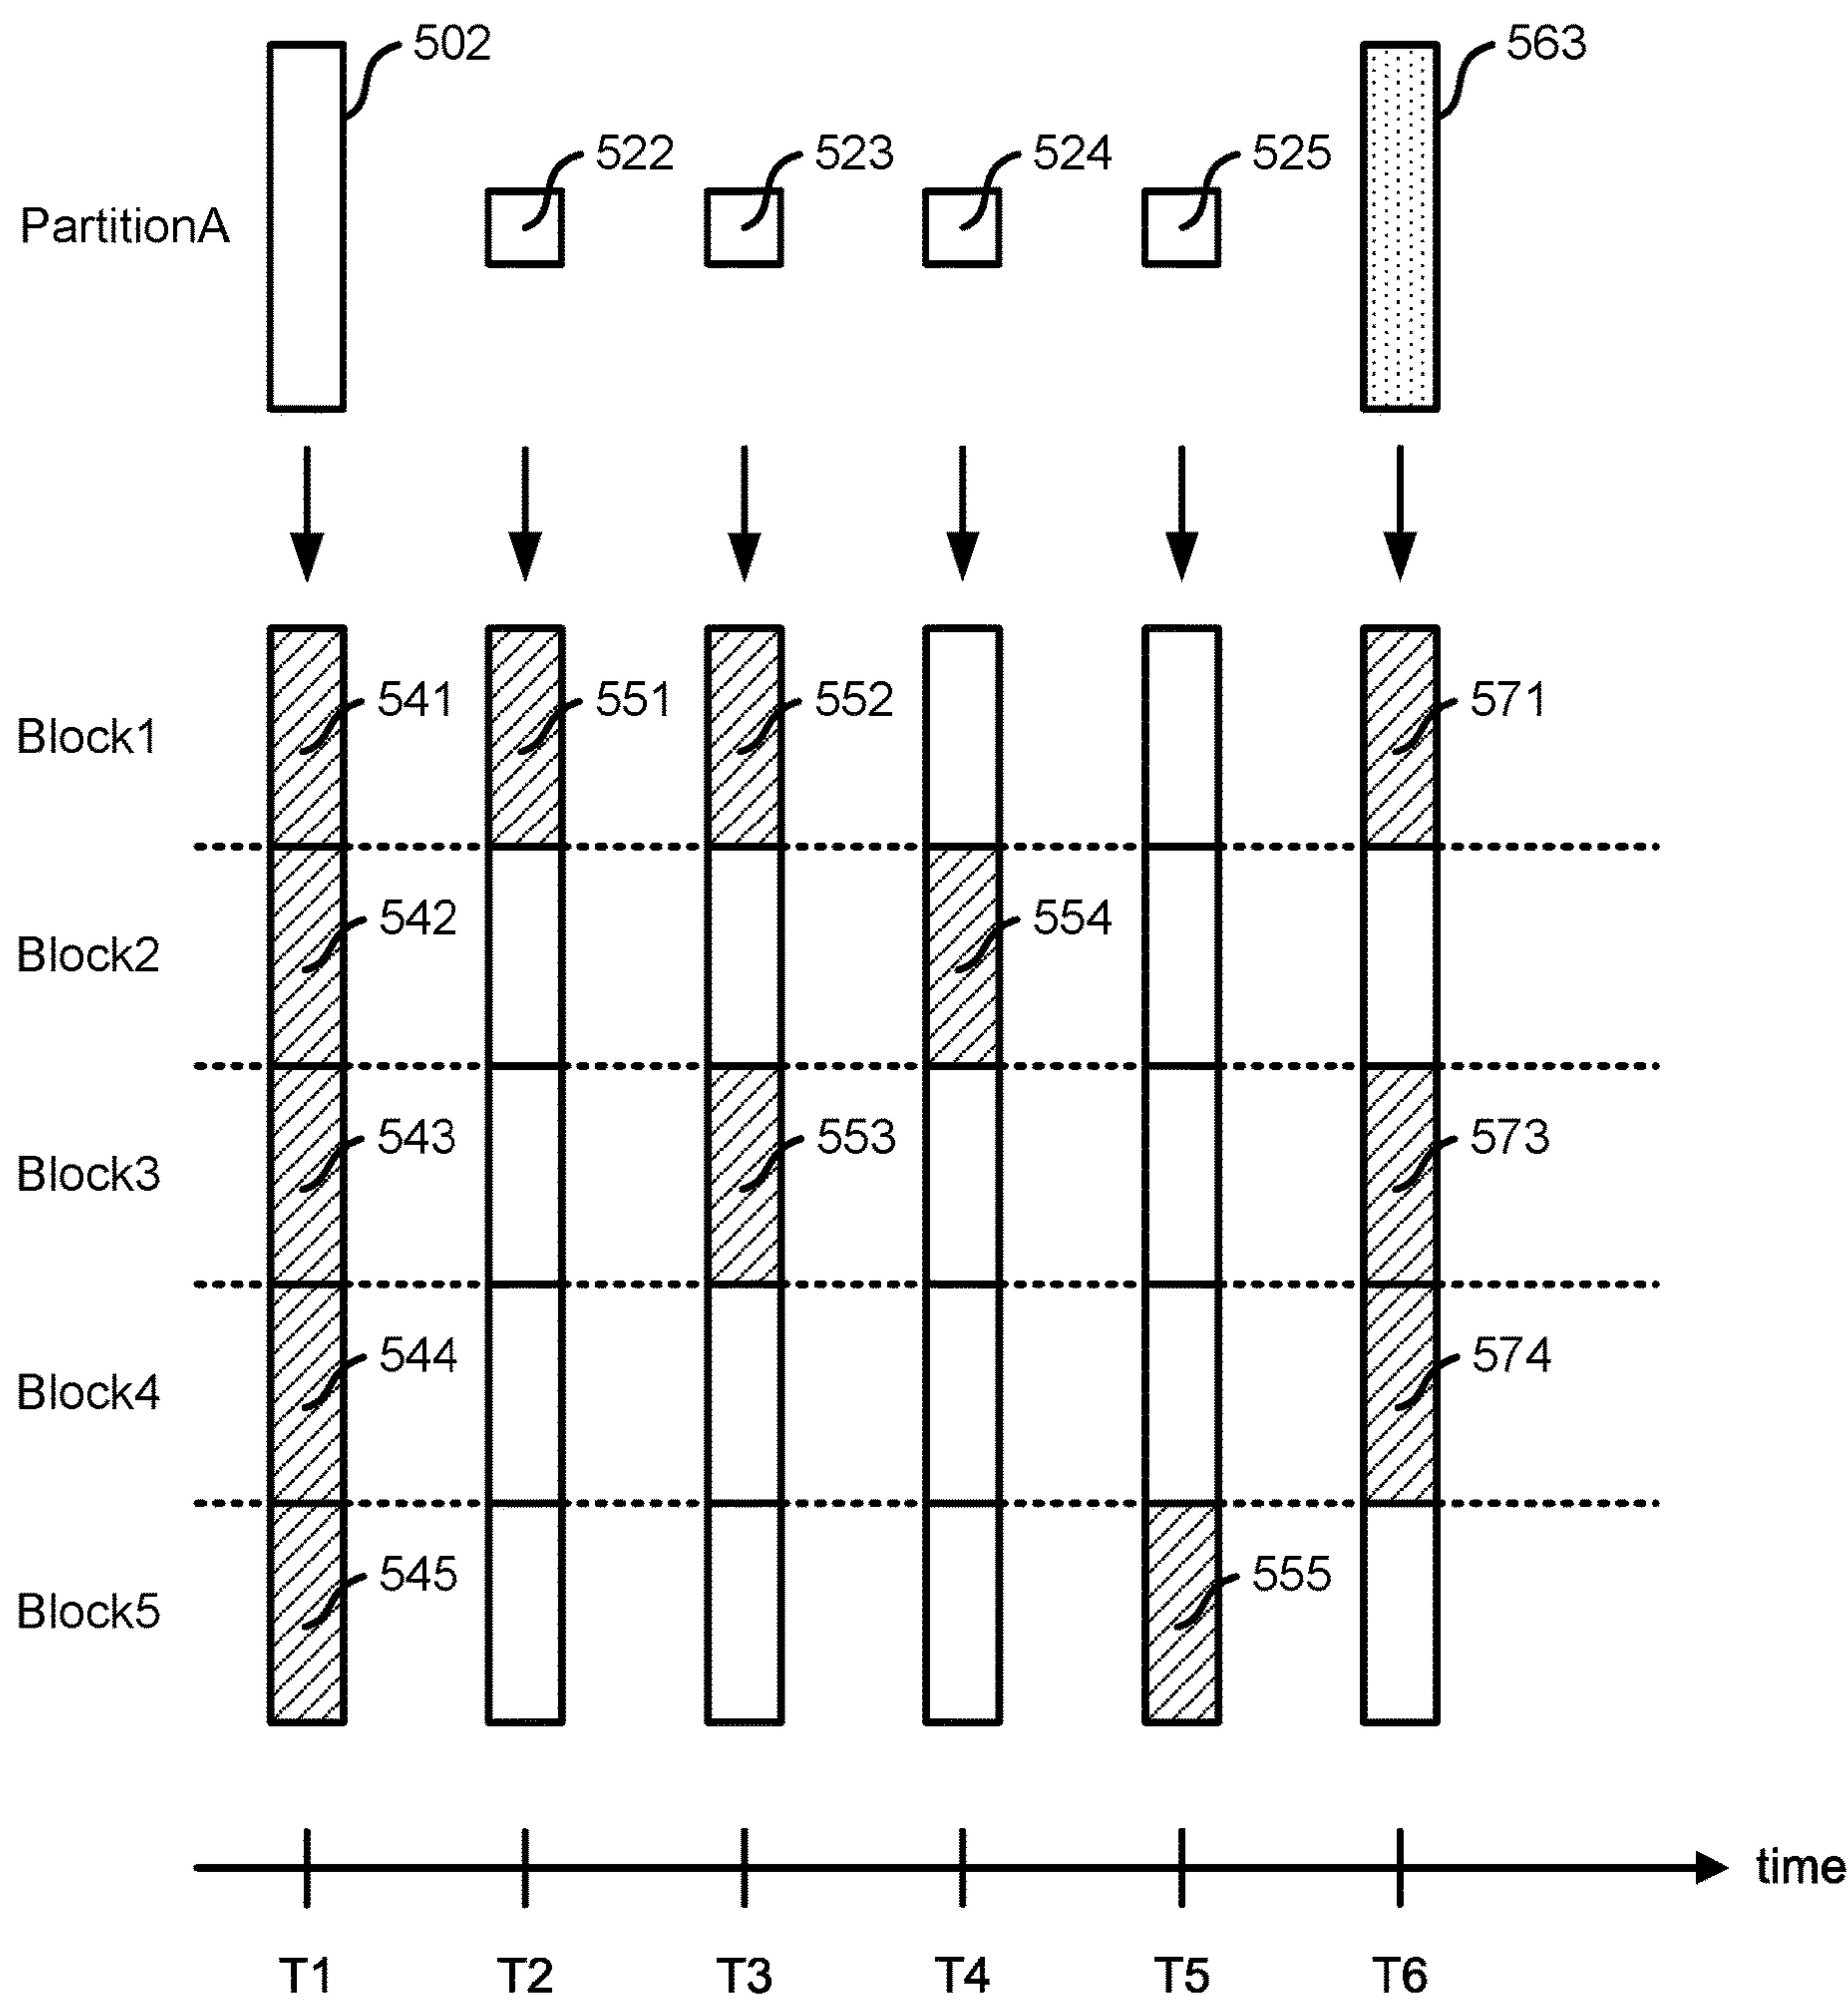 502 563
522 523 524 525
PartitionA
Block1 541 551 552 571
Block2 542 554
Block3 543 553 573
Block4 544 574
Block5 545 555
time
T1 T2 T3 T4 T5 T6